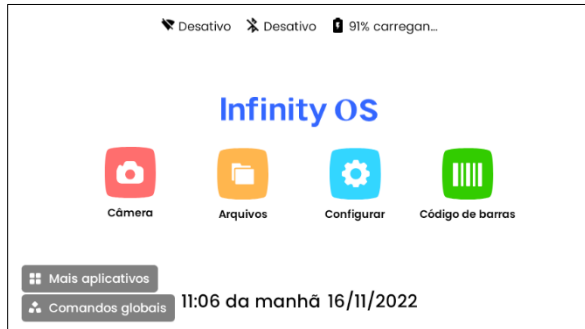 Desativo Desativo 91% carregan...
Infinity OS
Câmera Arquivos Configurar Código de barras
Mais aplicativos
Comandos globais 11:06 da manhã 16/11/2022